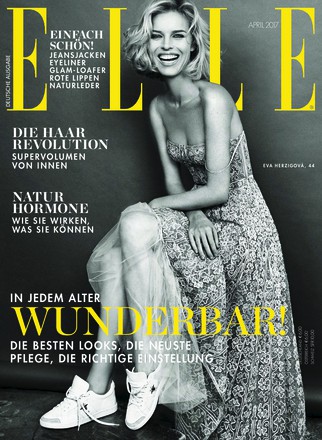 ELLE
DEUTSCHE AUSGABE
APRIL 2017
EINFACH
SCHÖN!
JEANSJACKEN
EYELINER
GLAM-LOAFER
ROTE LIPPEN
NATURLEDER
DIE HAAR
REVOLUTION
SUPERVOLUMEN
VON INNEN
EVA HERZIGOVÁ, 44
NATUR
HORMONE
WIE SIE WIRKEN,
WAS SIE KÖNNEN
IN JEDEM ALTER
WUNDERBAR!
DIE BESTEN LOOKS, DIE NEUSTE
PFLEGE, DIE RICHTIGE EINSTELLUNG